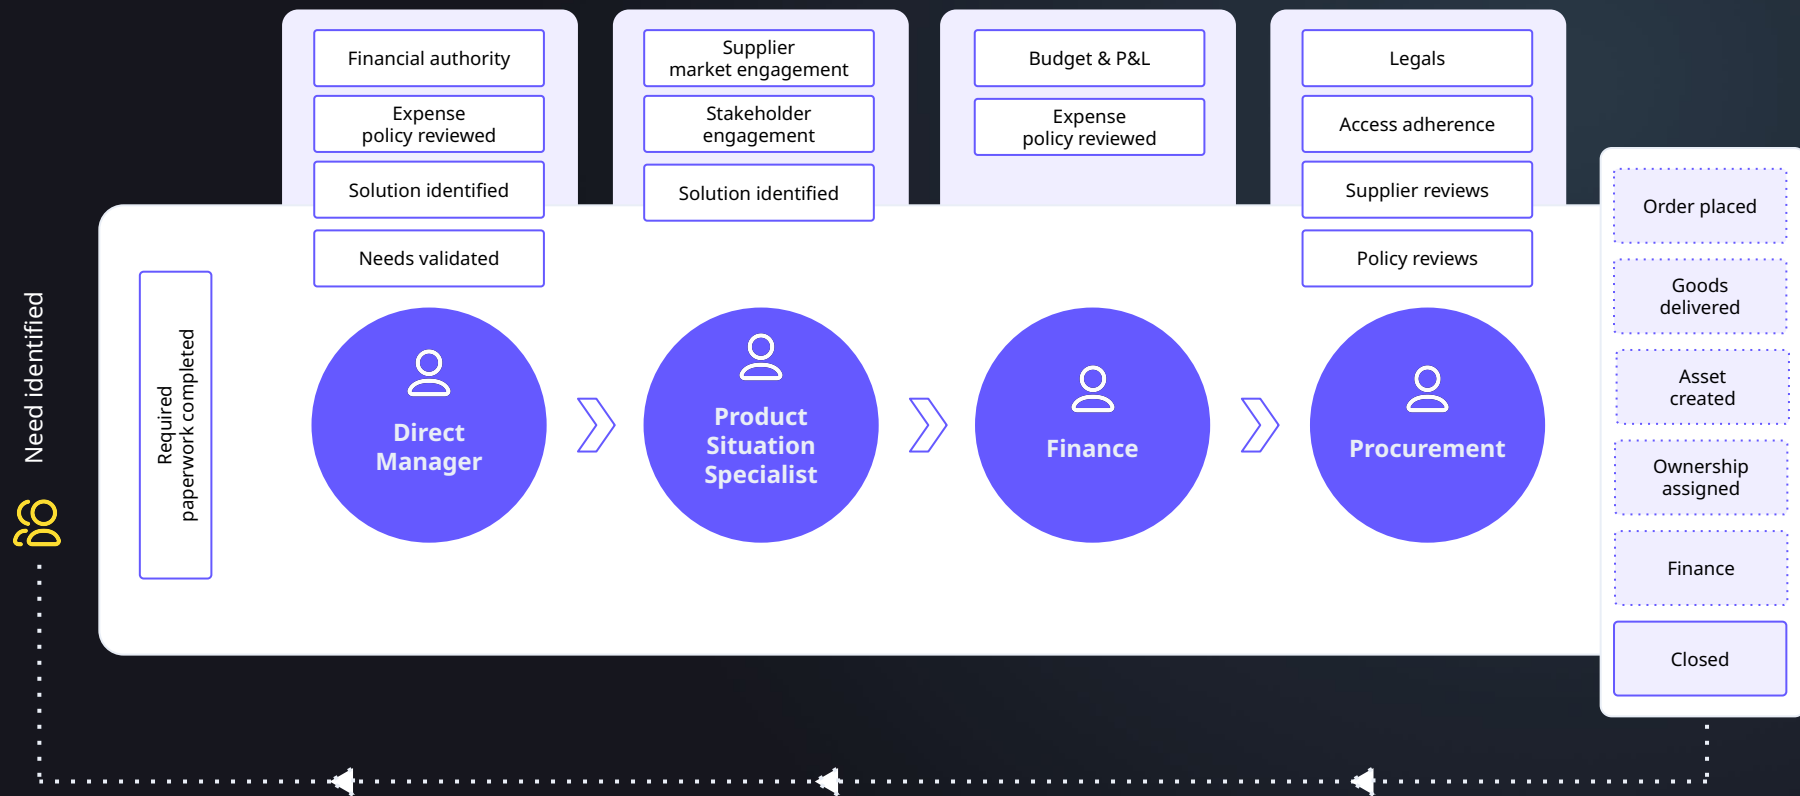 Need identified
Required
paperwork completed
Financial authority
Expense
policy reviewed
Solution identified
Needs validated
Direct
Manager
Supplier
market engagement
Stakeholder
engagement
Solution identified
Product
Situation
Specialist
Budget & P&L
Expense
policy reviewed
Finance
Legals
Access adherence
Supplier reviews
Policy reviews
Procurement
Order placed
Goods
delivered
Asset
created
Ownership
assigned
Finance
Closed